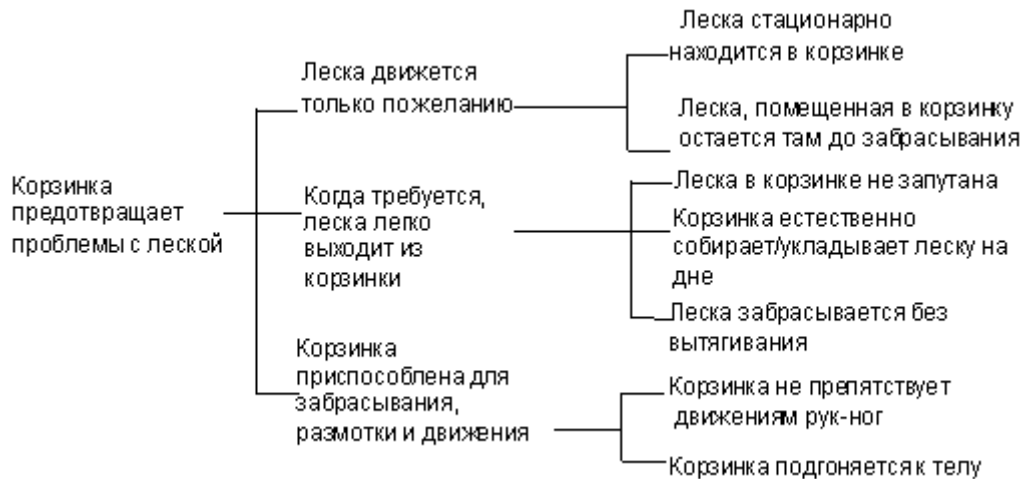 Корзинка
предотвращает
проблемы с леской
Леска движется
только пожеланию
Леска стационарно
находится в корзинке
Леска, помещенная в корзинку
остается там до забрасывания
Когда требуется,
леска легко
выходит из
корзинки
Леска в корзинке не запутана
Корзинка естественно
собирает/укладывает леску на
дне
Леска забрасывается без
вытягивания
Корзинка
приспособлена для
забрасывания,
размотки и движения
Корзинка не препятствует
движениям рук-ног
Корзинка подгоняется к телу